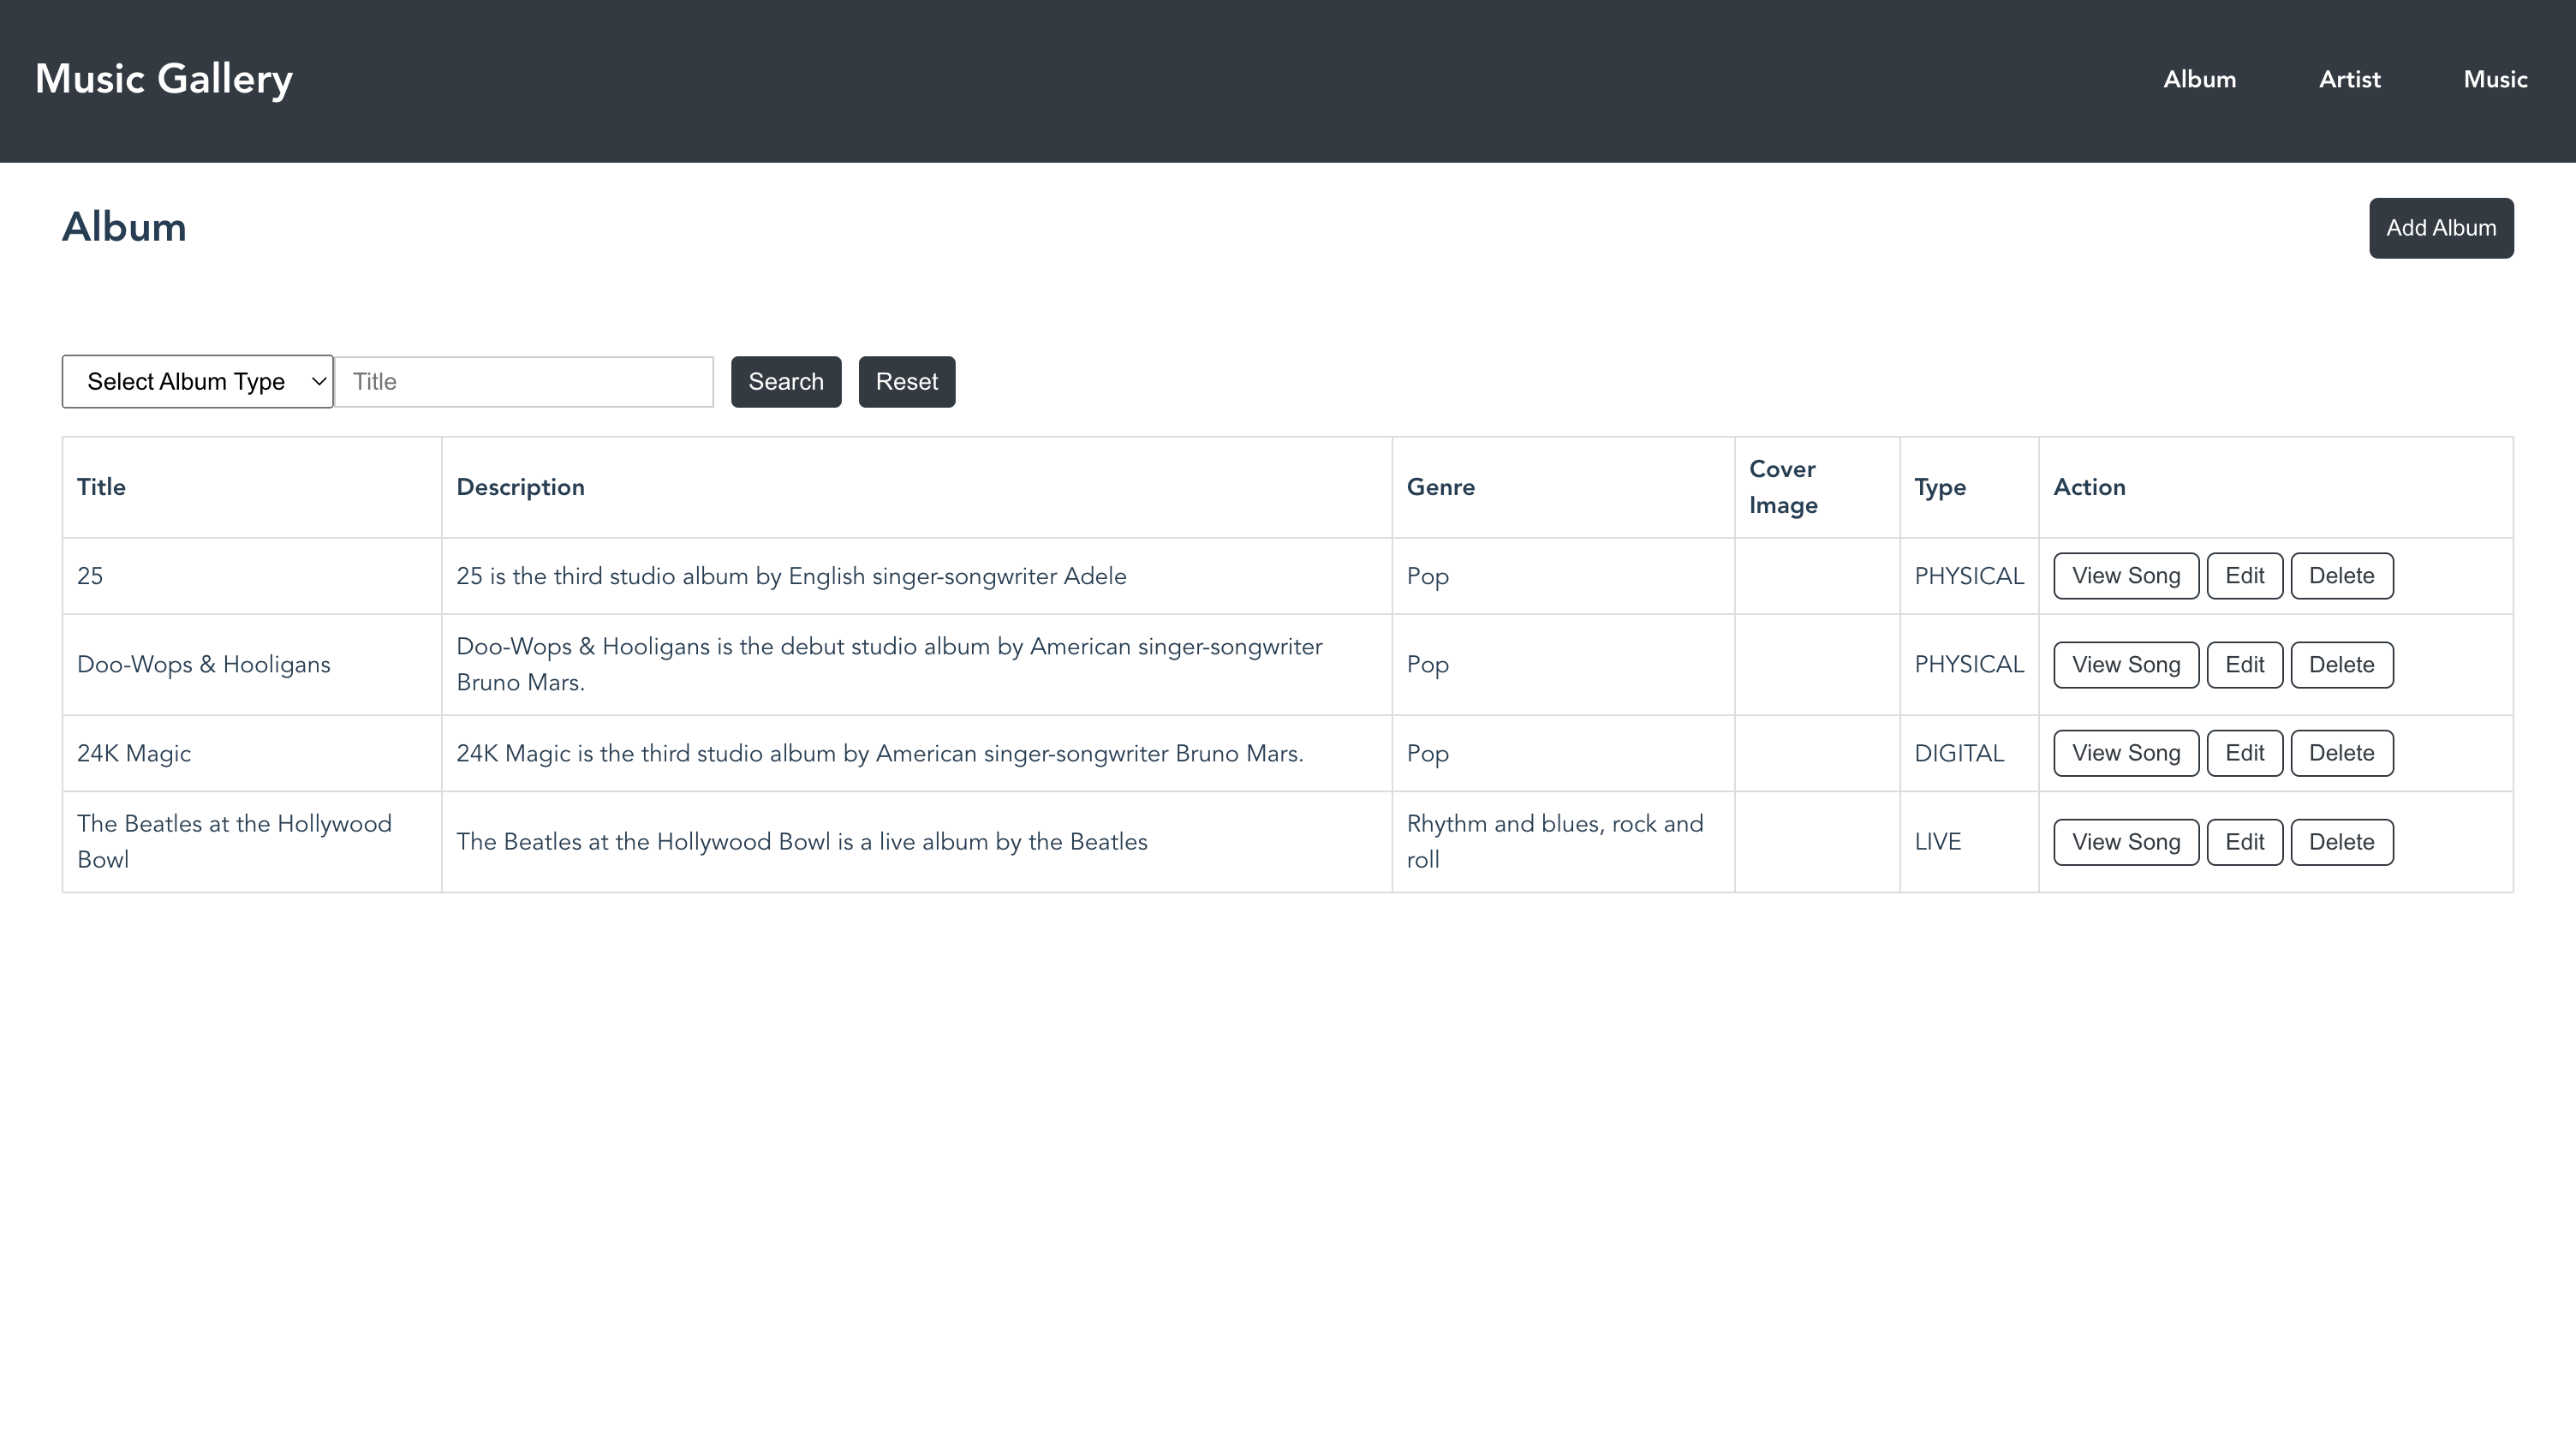 Music Gallery
Album
Artist
Music
Album
Add Album
Select Album Type
Title
Search
Reset
Title
Description
Genre
Cover
Image
Type
Action
25
25 is the third studio album by English singer-songwriter Adele
Pop
PHYSICAL
View Song
Edit
Delete
Doo-Wops & Hooligans
Doo-Wops & Hooligans is the debut studio album by American singer-songwriter
Bruno Mars.
Pop
PHYSICAL
View Song
Edit
Delete
24K Magic
24K Magic is the third studio album by American singer-songwriter Bruno Mars.
Pop
DIGITAL
View Song
Edit
Delete
The Beatles at the Hollywood
Bowl
The Beatles at the Hollywood Bowl is a live album by the Beatles
Rhythm and blues, rock and
roll
LIVE
View Song
Edit
Delete